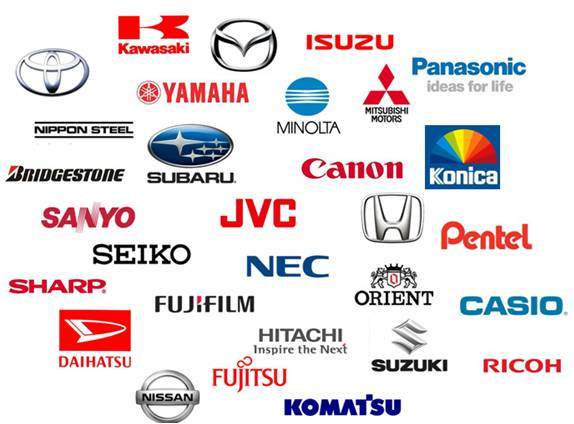 Kawasaki
ISUZU
Panasonic
ideas for life
YAMAHA
MINOLTA
MITSUBISHI
MOTORS
NIPPON STEEL
SUBARU
Canon
Konica
BRIDGESTONE
SANYO
JVC
Pentel
SEIKO
NEC
SHARP
FUJIFILM
ORIENT
CASIO
DAIHATSU
HITACHI
Inspire the Next
SUZUKI
RICOH
FUJITSU
NISSAN
KOMATSU